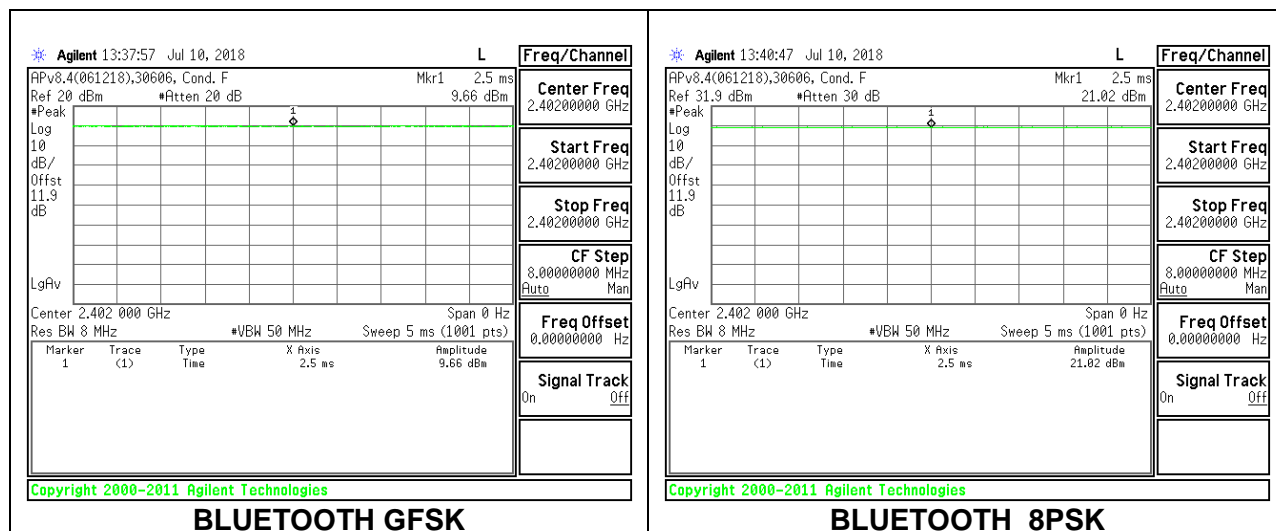 Agilent 13:37:57 Jul 10, 2018 L
APv8.4(061218),30606, Cond. F Mkr1 2.5 ms
Ref 20 dBm #Atten 20 dB 9.66 dBm
#Peak
Log
10
dB/
Offst
11.9
dB
LgAv
1
Center 2.402 000 GHz Span 0 Hz
Res BW 8 MHz #VBW 50 MHz Sweep 5 ms (1001 pts)
Marker Trace Type X Axis Amplitude
1 (1) Time 2.5 ms 9.66 dBm
Freq/Channel
Center Freq
2.40200000 GHz
Start Freq
2.40200000 GHz
Stop Freq
2.40200000 GHz
CF Step
8.00000000 MHz
Auto Man
Freq Offset
0.00000000 Hz
Signal Track
On Off
Copyright 2000-2011 Agilent Technologies
BLUETOOTH GFSK
Agilent 13:40:47 Jul 10, 2018 L
APv8.4(061218),30606, Cond. F Mkr1 2.5 ms
Ref 31.9 dBm #Atten 30 dB 21.02 dBm
#Peak
Log
10
dB/
Offst
11.9
dB
LgAv
1
Center 2.402 000 GHz Span 0 Hz
Res BW 8 MHz #VBW 50 MHz Sweep 5 ms (1001 pts)
Marker Trace Type X Axis Amplitude
1 (1) Time 2.5 ms 21.02 dBm
Freq/Channel
Center Freq
2.40200000 GHz
Start Freq
2.40200000 GHz
Stop Freq
2.40200000 GHz
CF Step
8.00000000 MHz
Auto Man
Freq Offset
0.00000000 Hz
Signal Track
On Off
Copyright 2000-2011 Agilent Technologies
BLUETOOTH 8PSK